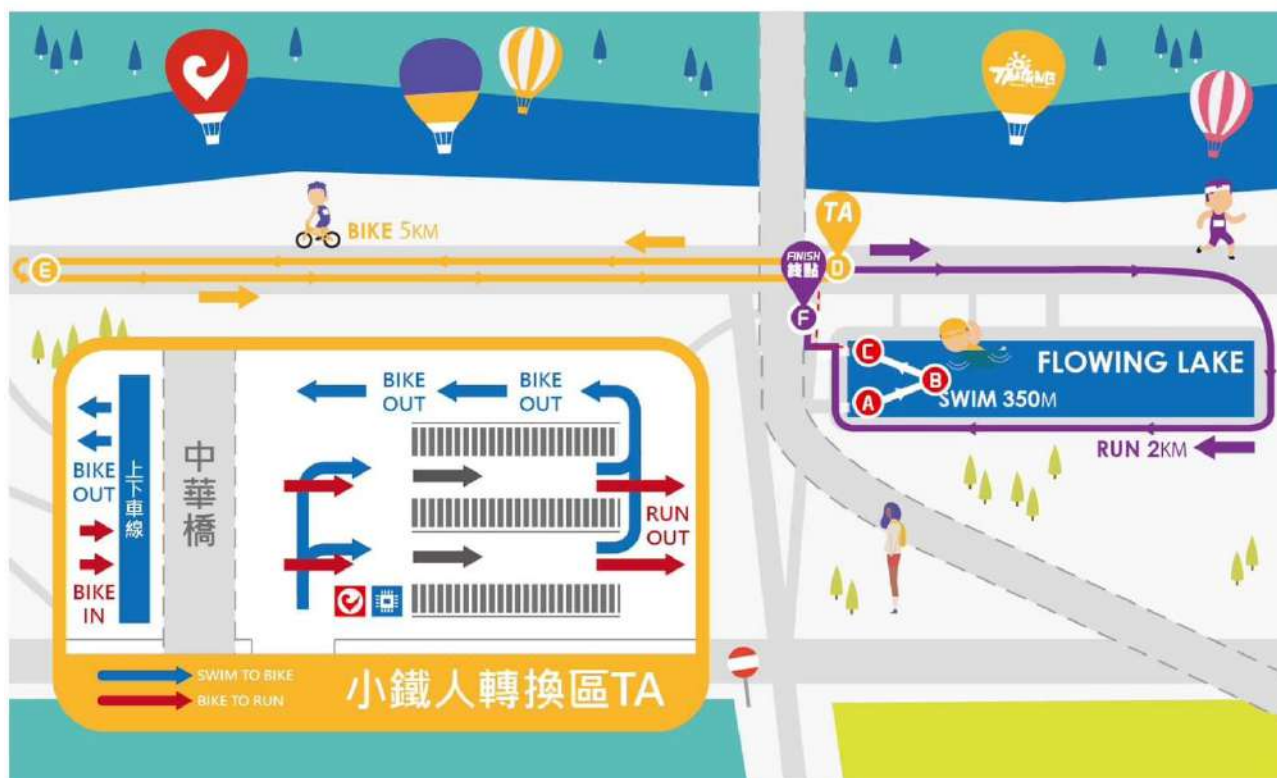 TAITUNG
BIKE 5KM
TA
FINISH
終點
E
D
F
C
B
A
FLOWING LAKE
SWIM 350M
RUN 2KM
BIKE
OUT
BIKE
OUT
BIKE
OUT
上下車線
中華橋
RUN
OUT
BIKE
IN
SWIM TO BIKE
BIKE TO RUN
小鐵人轉換區TA